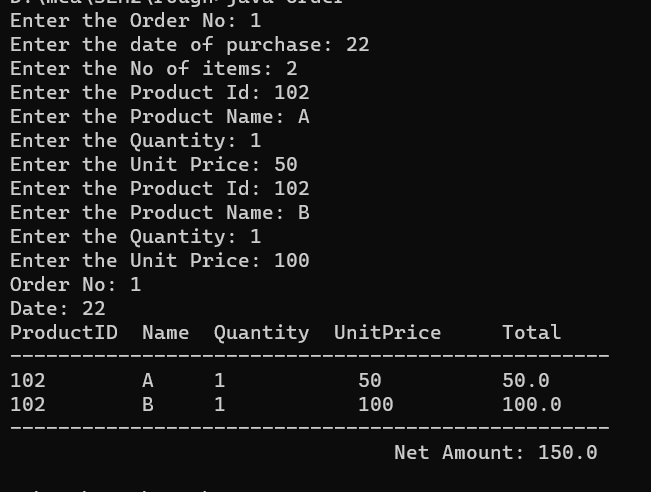 Enter the Order No: 1
Enter the date of purchase: 22
Enter the No of items: 2
Enter the Product Id: 102
Enter the Product Name: A
Enter the Quantity: 1
Enter the Unit Price: 50
Enter the Product Id: 102
Enter the Product Name: B
Enter the Quantity: 1
Enter the Unit Price: 100
Order No: 1
Date: 22
ProductID  Name  Quantity  UnitPrice     Total
--------------------------------------------------
102        A     1           50          50.0
102        B     1           100         100.0
--------------------------------------------------
                                Net Amount: 150.0